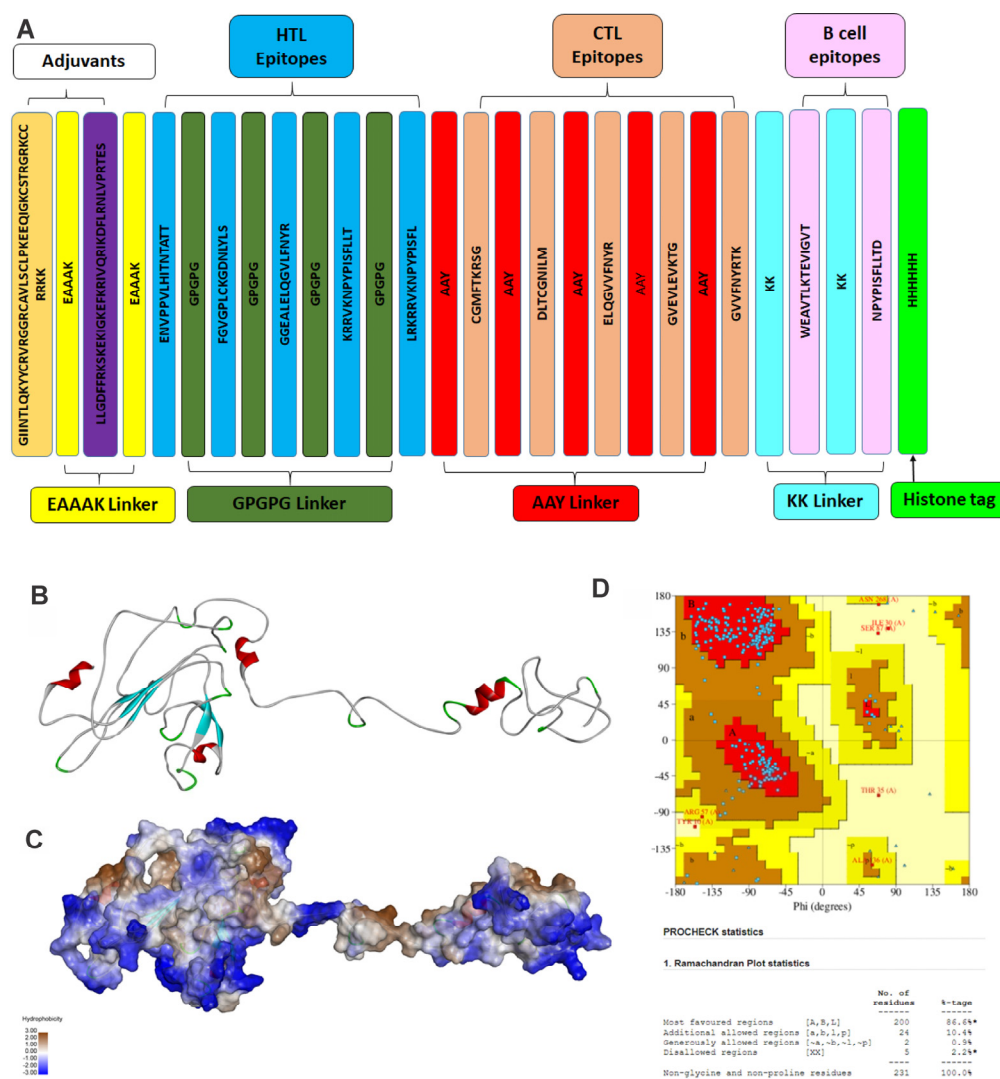 A
Adjuvants
HTL
Epitopes
CTL
Epitopes
B cell
epitopes
GIINTLQKYYCRVRGGRCAVLSCLPKEEQIGKCSTRGRKCC
RRKK
EAAAK
LLGDFFRKSKEKIGKEFKRIVQRIKDFLRNLVPRTES
EAAAK
ENVPPVLHITNTATT
GPGPG
FGVGPLCKGDNLYLS
GPGPG
GGEALELQGVLFNYR
GPGPG
KRRVKNPYPISFLLT
GPGPG
LRKRRVKNPYPISFL
AAY
CGMFTKRSG
AAY
DLTCGNILM
AAY
ELQGVVFNYR
AAY
GVEVLEVKTG
AAY
GVVFNYRTK
KK
WEAVTLKTEVIGVT
KK
NPYPISFLLTD
HHHHHH
EAAAK Linker
GPGPG Linker
AAY Linker
KK Linker
Histone tag
B
C
Hydrophobicity
3.00
2.00
1.00
0.00
-1.00
-2.00
-3.00
D
180
135
90
45
0
-45
-90
-135
-180
-135
-90
-45
0
45
90
135
180
Phi (degrees)
B
b
a
A
l
~l
~b
~a
~p
ILE 30 (A)
THR 35 (A)
ARG 57 (A)
PROCHECK statistics
1. Ramachandran Plot statistics
No. of
residues %-tage
Most favoured regions [A,B,L] 200 86.6%*
Additional allowed regions [a,b,l,p] 24 10.4%
Generously allowed regions [~a,~b,~l,~p] 2 0.9%
Disallowed regions [XX] 5 2.2%*
Non-glycine and non-proline residues 231 100.0%